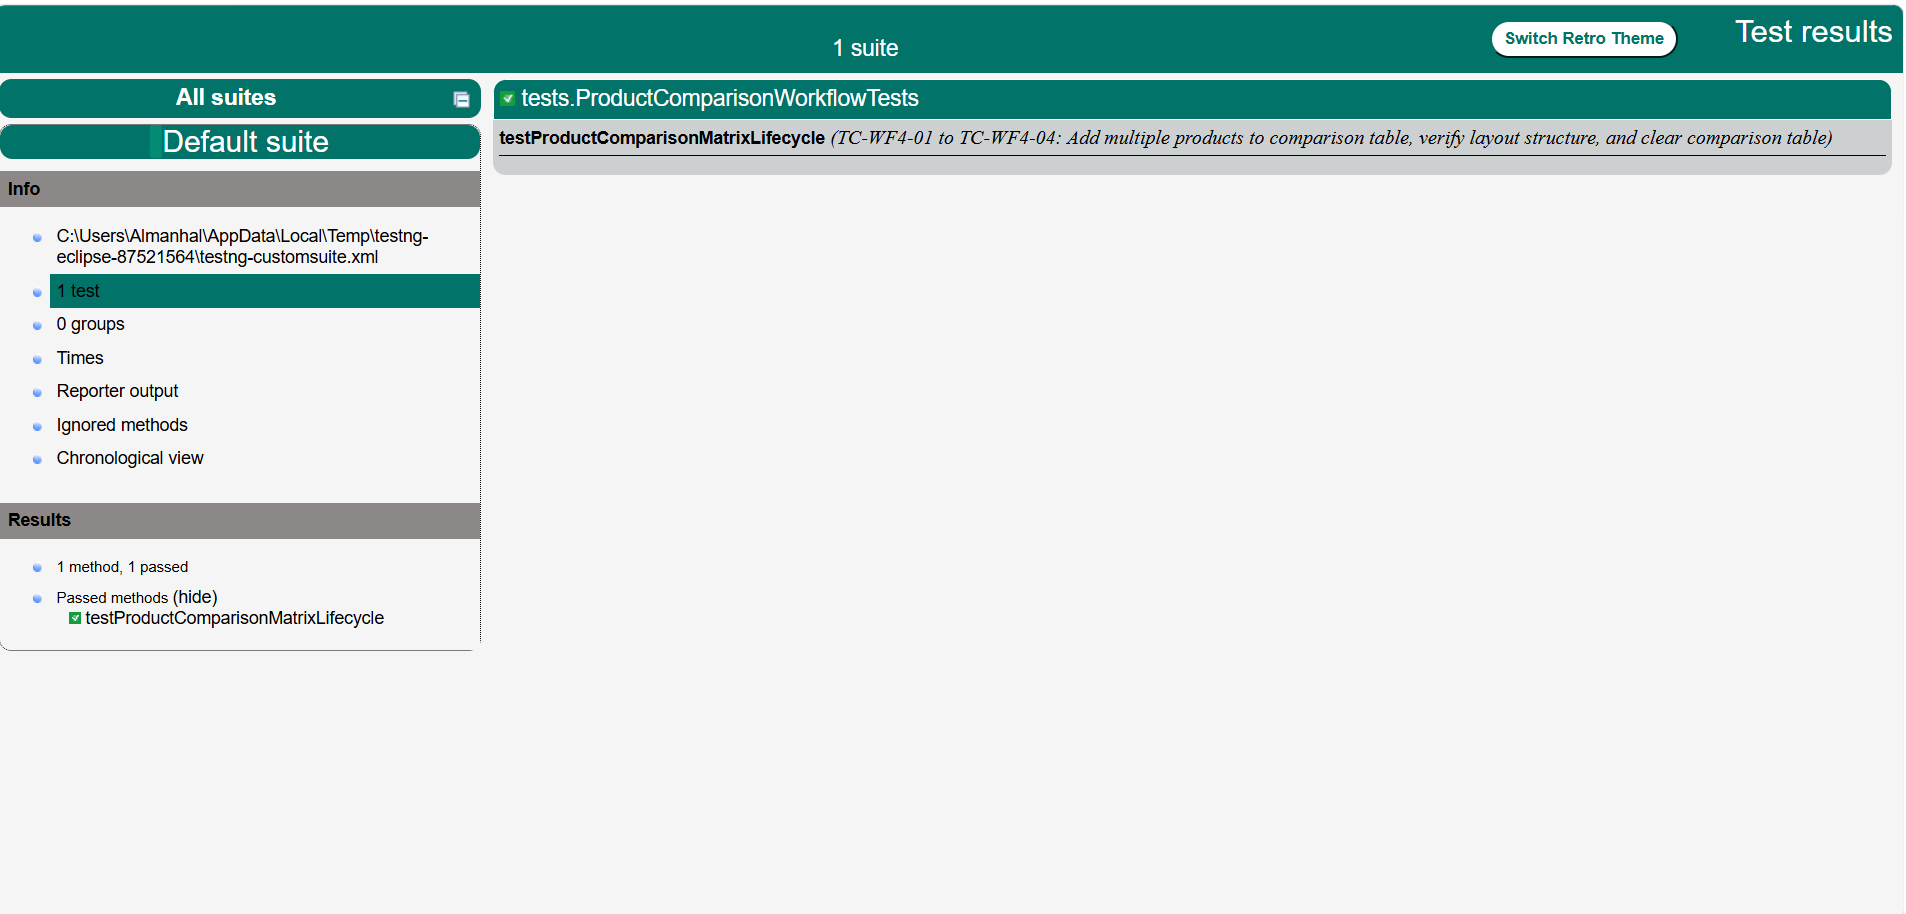 1 suite
Switch Retro Theme
Test results
All suites
Default suite
Info
C:\Users\Almanhal\AppData\Local\Temp\testng-
eclipse-87521564\testng-customsuite.xml
1 test
0 groups
Times
Reporter output
Ignored methods
Chronological view
Results
1 method, 1 passed
Passed methods (hide)
testProductComparisonMatrixLifecycle
tests.ProductComparisonWorkflowTests
testProductComparisonMatrixLifecycle (TC-WF4-01 to TC-WF4-04: Add multiple products to comparison table, verify layout structure, and clear comparison table)